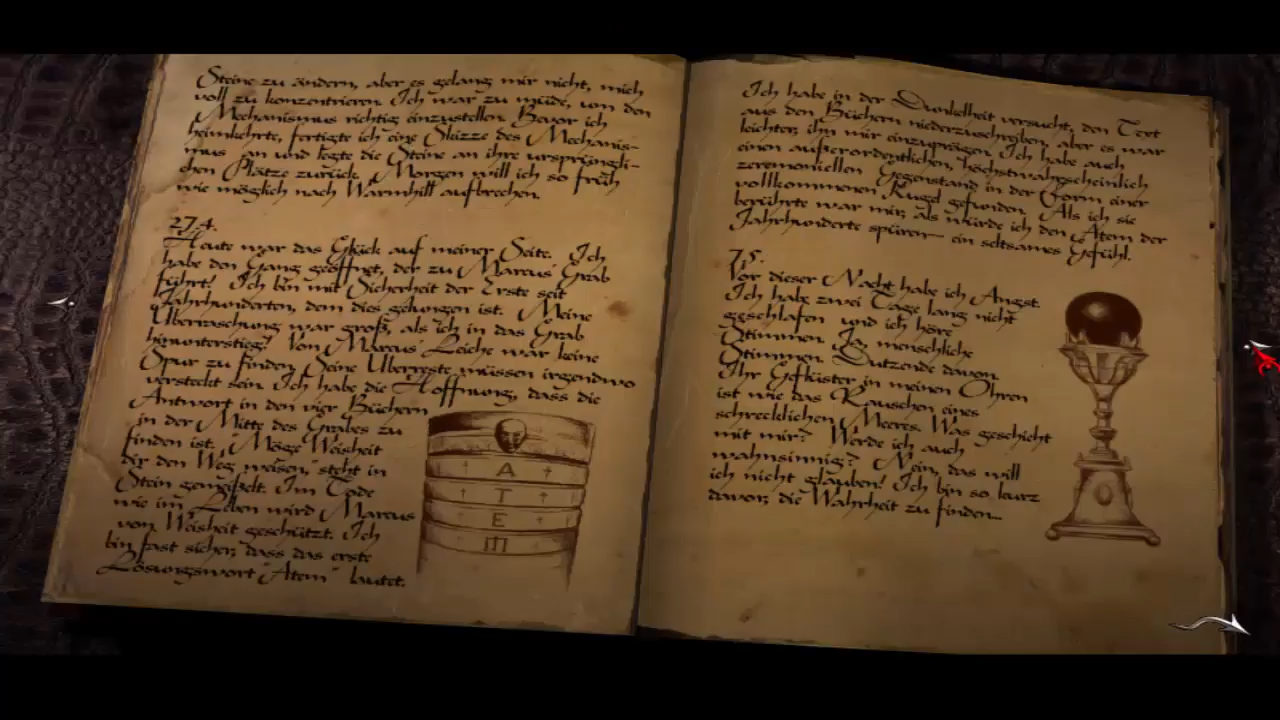 Steine zu ändern, aber es gelang mir nicht, mich
voll zu konzentrieren. Ich war zu müde, um den
Mechanismus richtig einzustellen. Bevor ich
heimkehrte, fertigte ich eine Skizze des Mechanis-
mus an und legte die Steine an ihre ursprüngli-
chen Plätze zurück. Morgen will ich so früh
wie möglich nach Warmhill aufbrechen.
27.4.
Heute war das Glück auf meiner Seite. Ich
habe den Gang geöffnet, der zu Marcus' Grab
führt! Ich bin mit Sicherheit der Erste seit
Jahrhunderten, dem dies gelungen ist. Meine
Überraschung war groß, als ich in das Grab
herunterstieg! Von Marcus' Leiche war keine
Spur zu finden. Seine Überreste müssen irgendwo
versteckt sein. Ich habe die Hoffnung, dass die
Antwort in den vier Büchern
in der Mitte des Grabes zu
finden ist. "Möge Weisheit
dir den Weg weisen," steht in
Stein gemeißelt. Im Tode
wie im Leben wird Marcus
von Weisheit geschützt. Ich
bin fast sicher, dass das erste
Lösungswort "Atem" lautet.
A
T
E
M
Ich habe in der Dunkelheit versucht, den Text
aus den Büchern niederzuschreiben, aber es war
leichter, ihn mir einzuprägen. Ich habe auch
einen außerordentlichen, höchstwahrscheinlich
zeremoniellen Gegenstand in der Form einer
vollkommenen Kugel gefunden. Als ich sie
berührte war mir, als würde ich den Atem der
Jahrhunderte spüren - ein seltsames Gefühl.
7.5.
Vor dieser Nacht habe ich Angst.
Ich habe zwei Tage lang nicht
geschlafen und ich höre
Stimmen. Ja, menschliche
Stimmen. Dutzende davon.
Ihr Geflüster in meinen Ohren
ist wie das Rauschen eines
schrecklichen Meeres. Was geschieht
mit mir? Werde ich auch
wahnsinnig? Nein, das will
ich nicht glauben! Ich bin so kurz
davor, die Wahrheit zu finden...